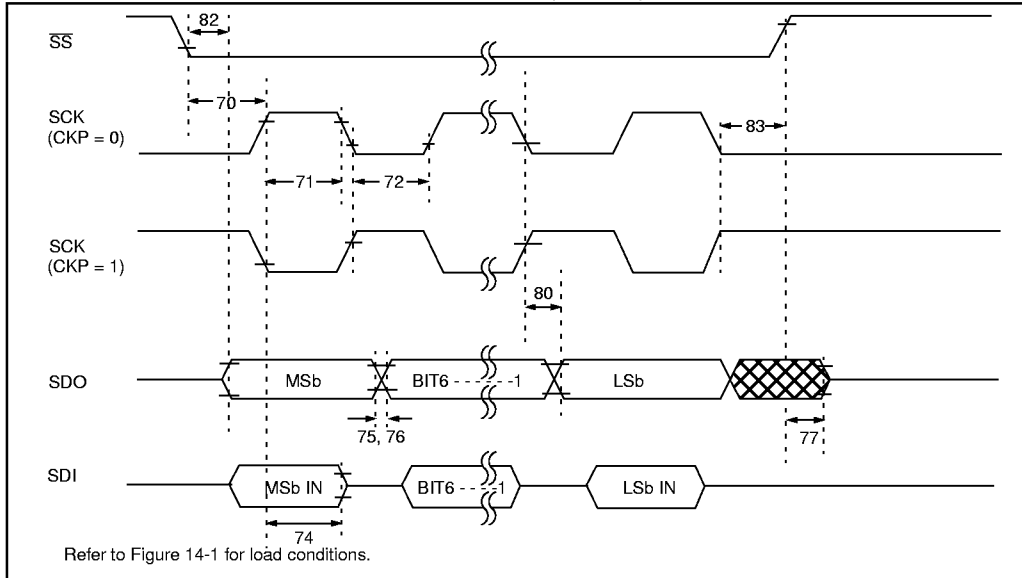 82
SS
70
SCK
(CKP = 0)
83
71
72
SCK
(CKP = 1)
80
SDO
MSb
BIT6 - - - - - -1
LSb
75, 76
77
SDI
MSb IN
BIT6 - - - -1
LSb IN
74
Refer to Figure 14-1 for load conditions.